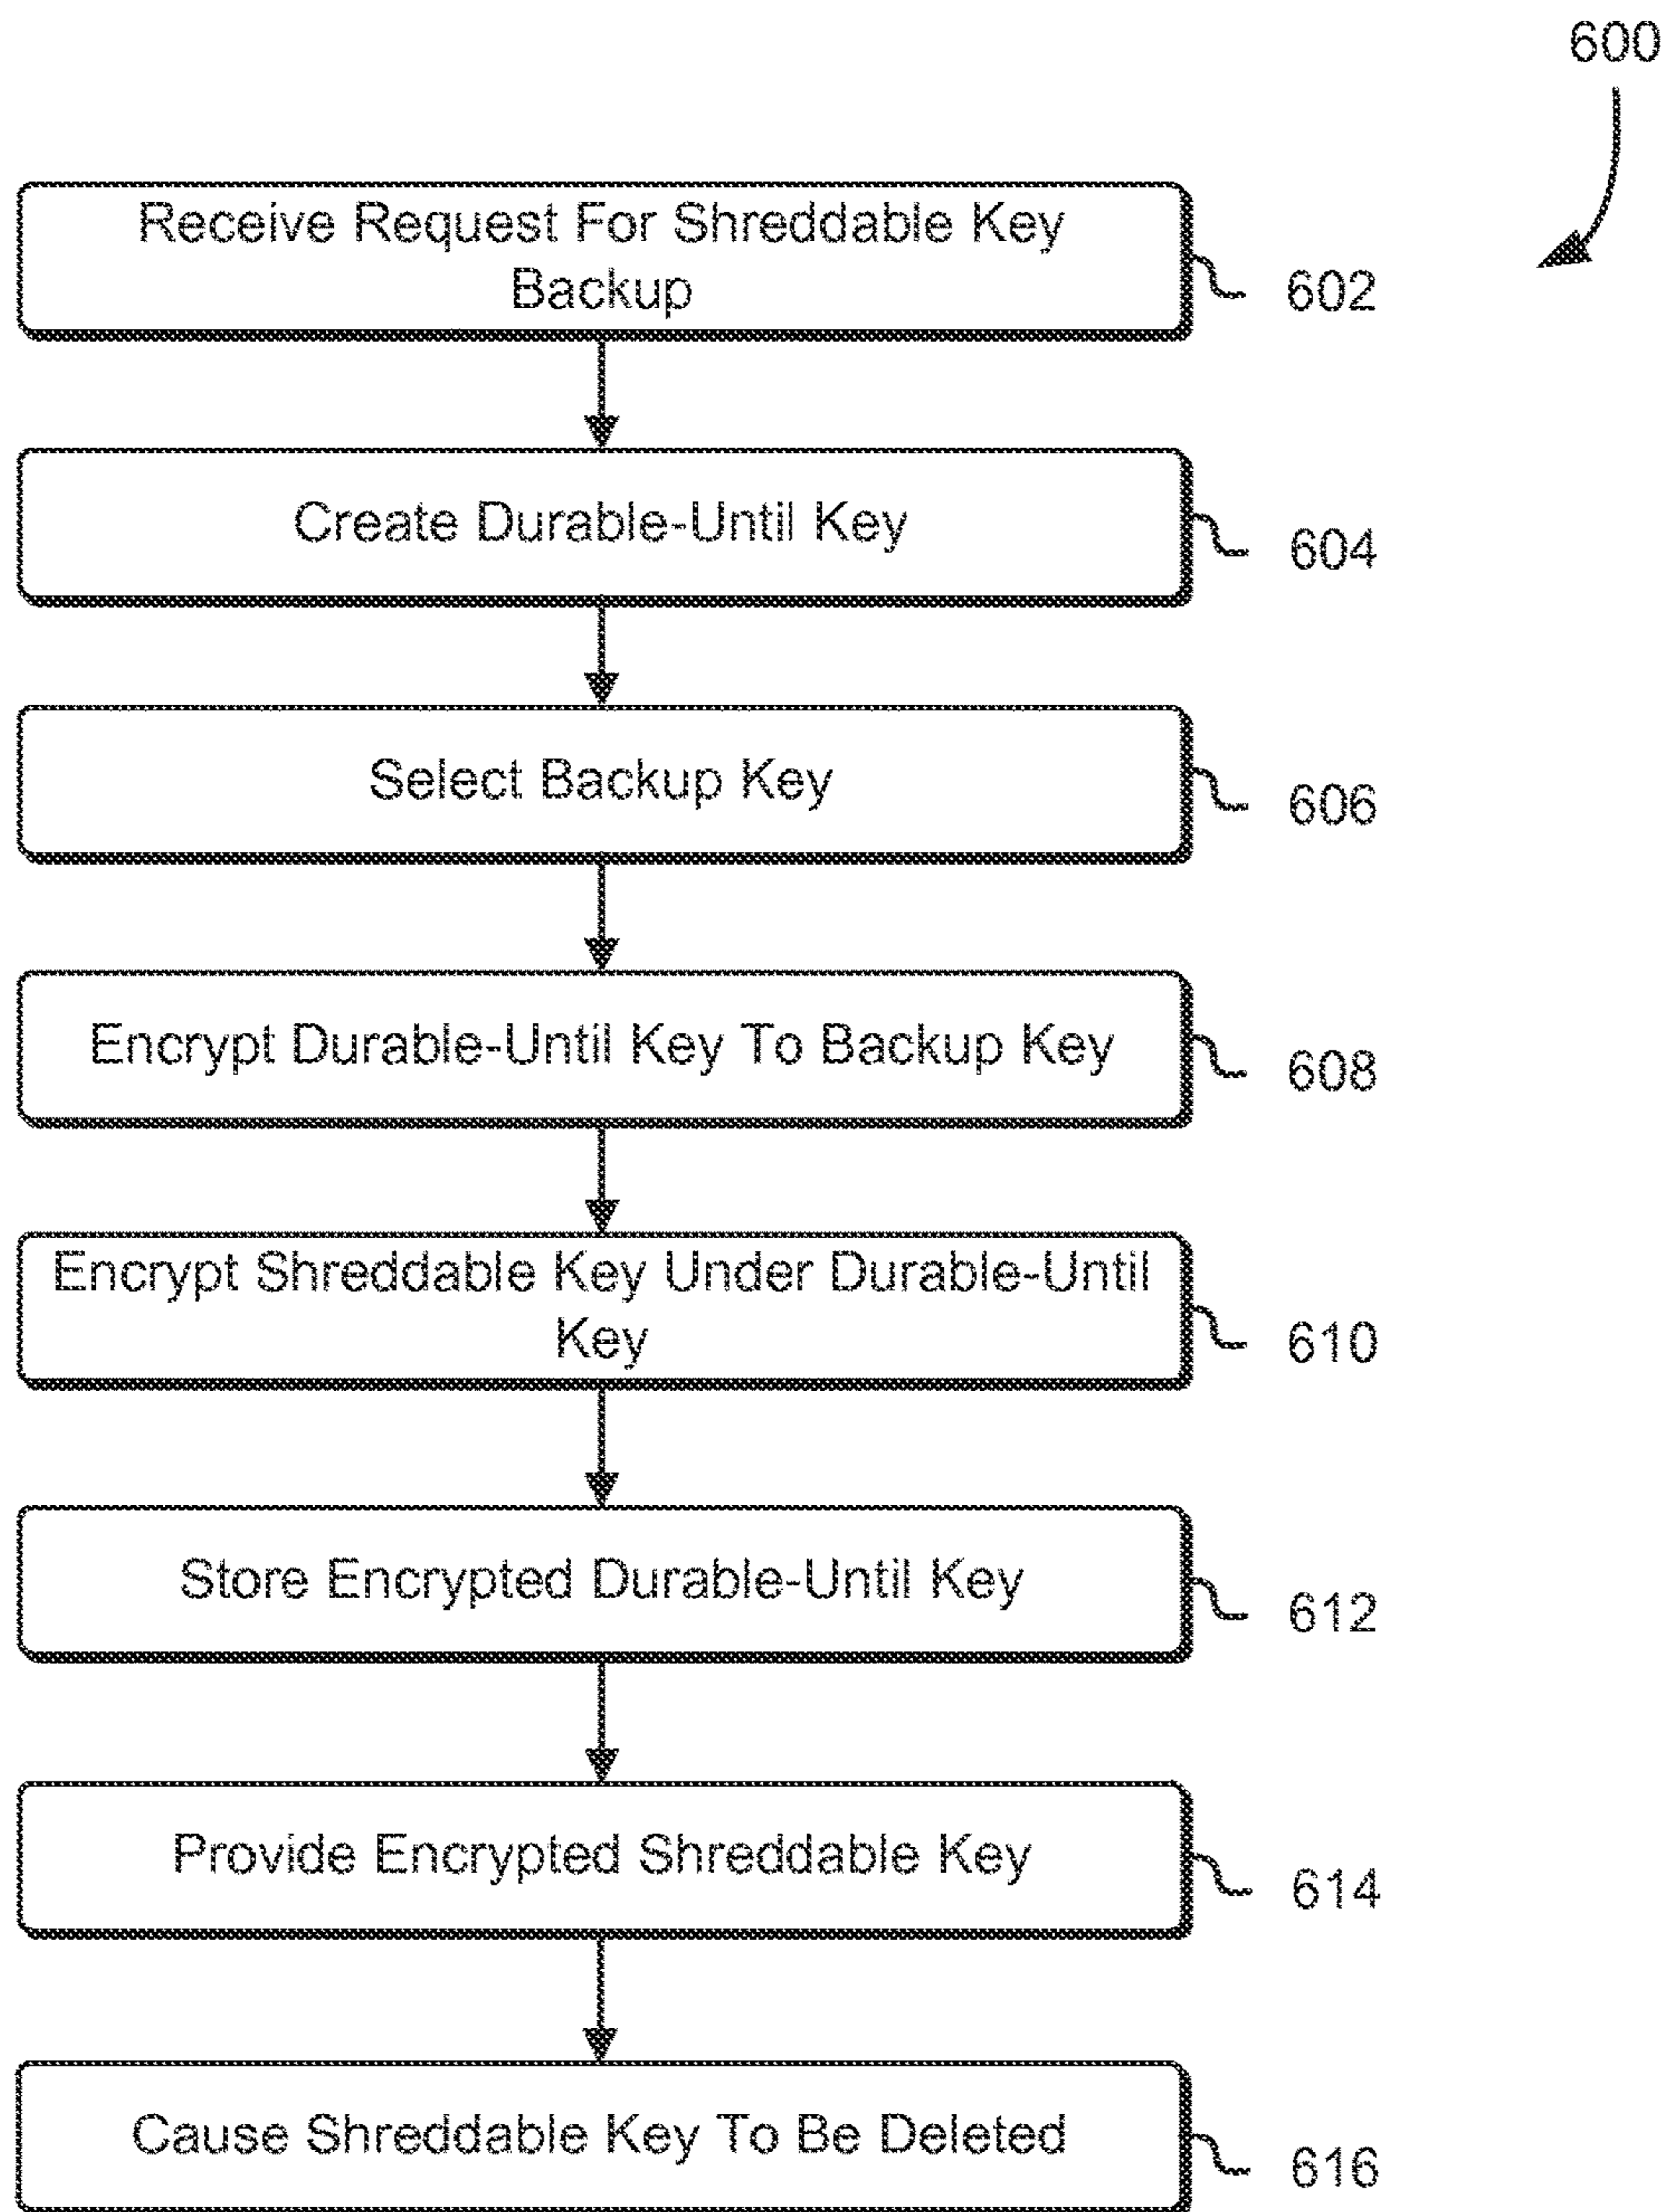 600
Receive Request For Shreddable Key
Backup
602
Create Durable-Until Key
604
Select Backup Key
606
Encrypt Durable-Until Key To Backup Key
608
Encrypt Shreddable Key Under Durable-Until
Key
610
Store Encrypted Durable-Until Key
612
Provide Encrypted Shreddable Key
614
Cause Shreddable Key To Be Deleted
616